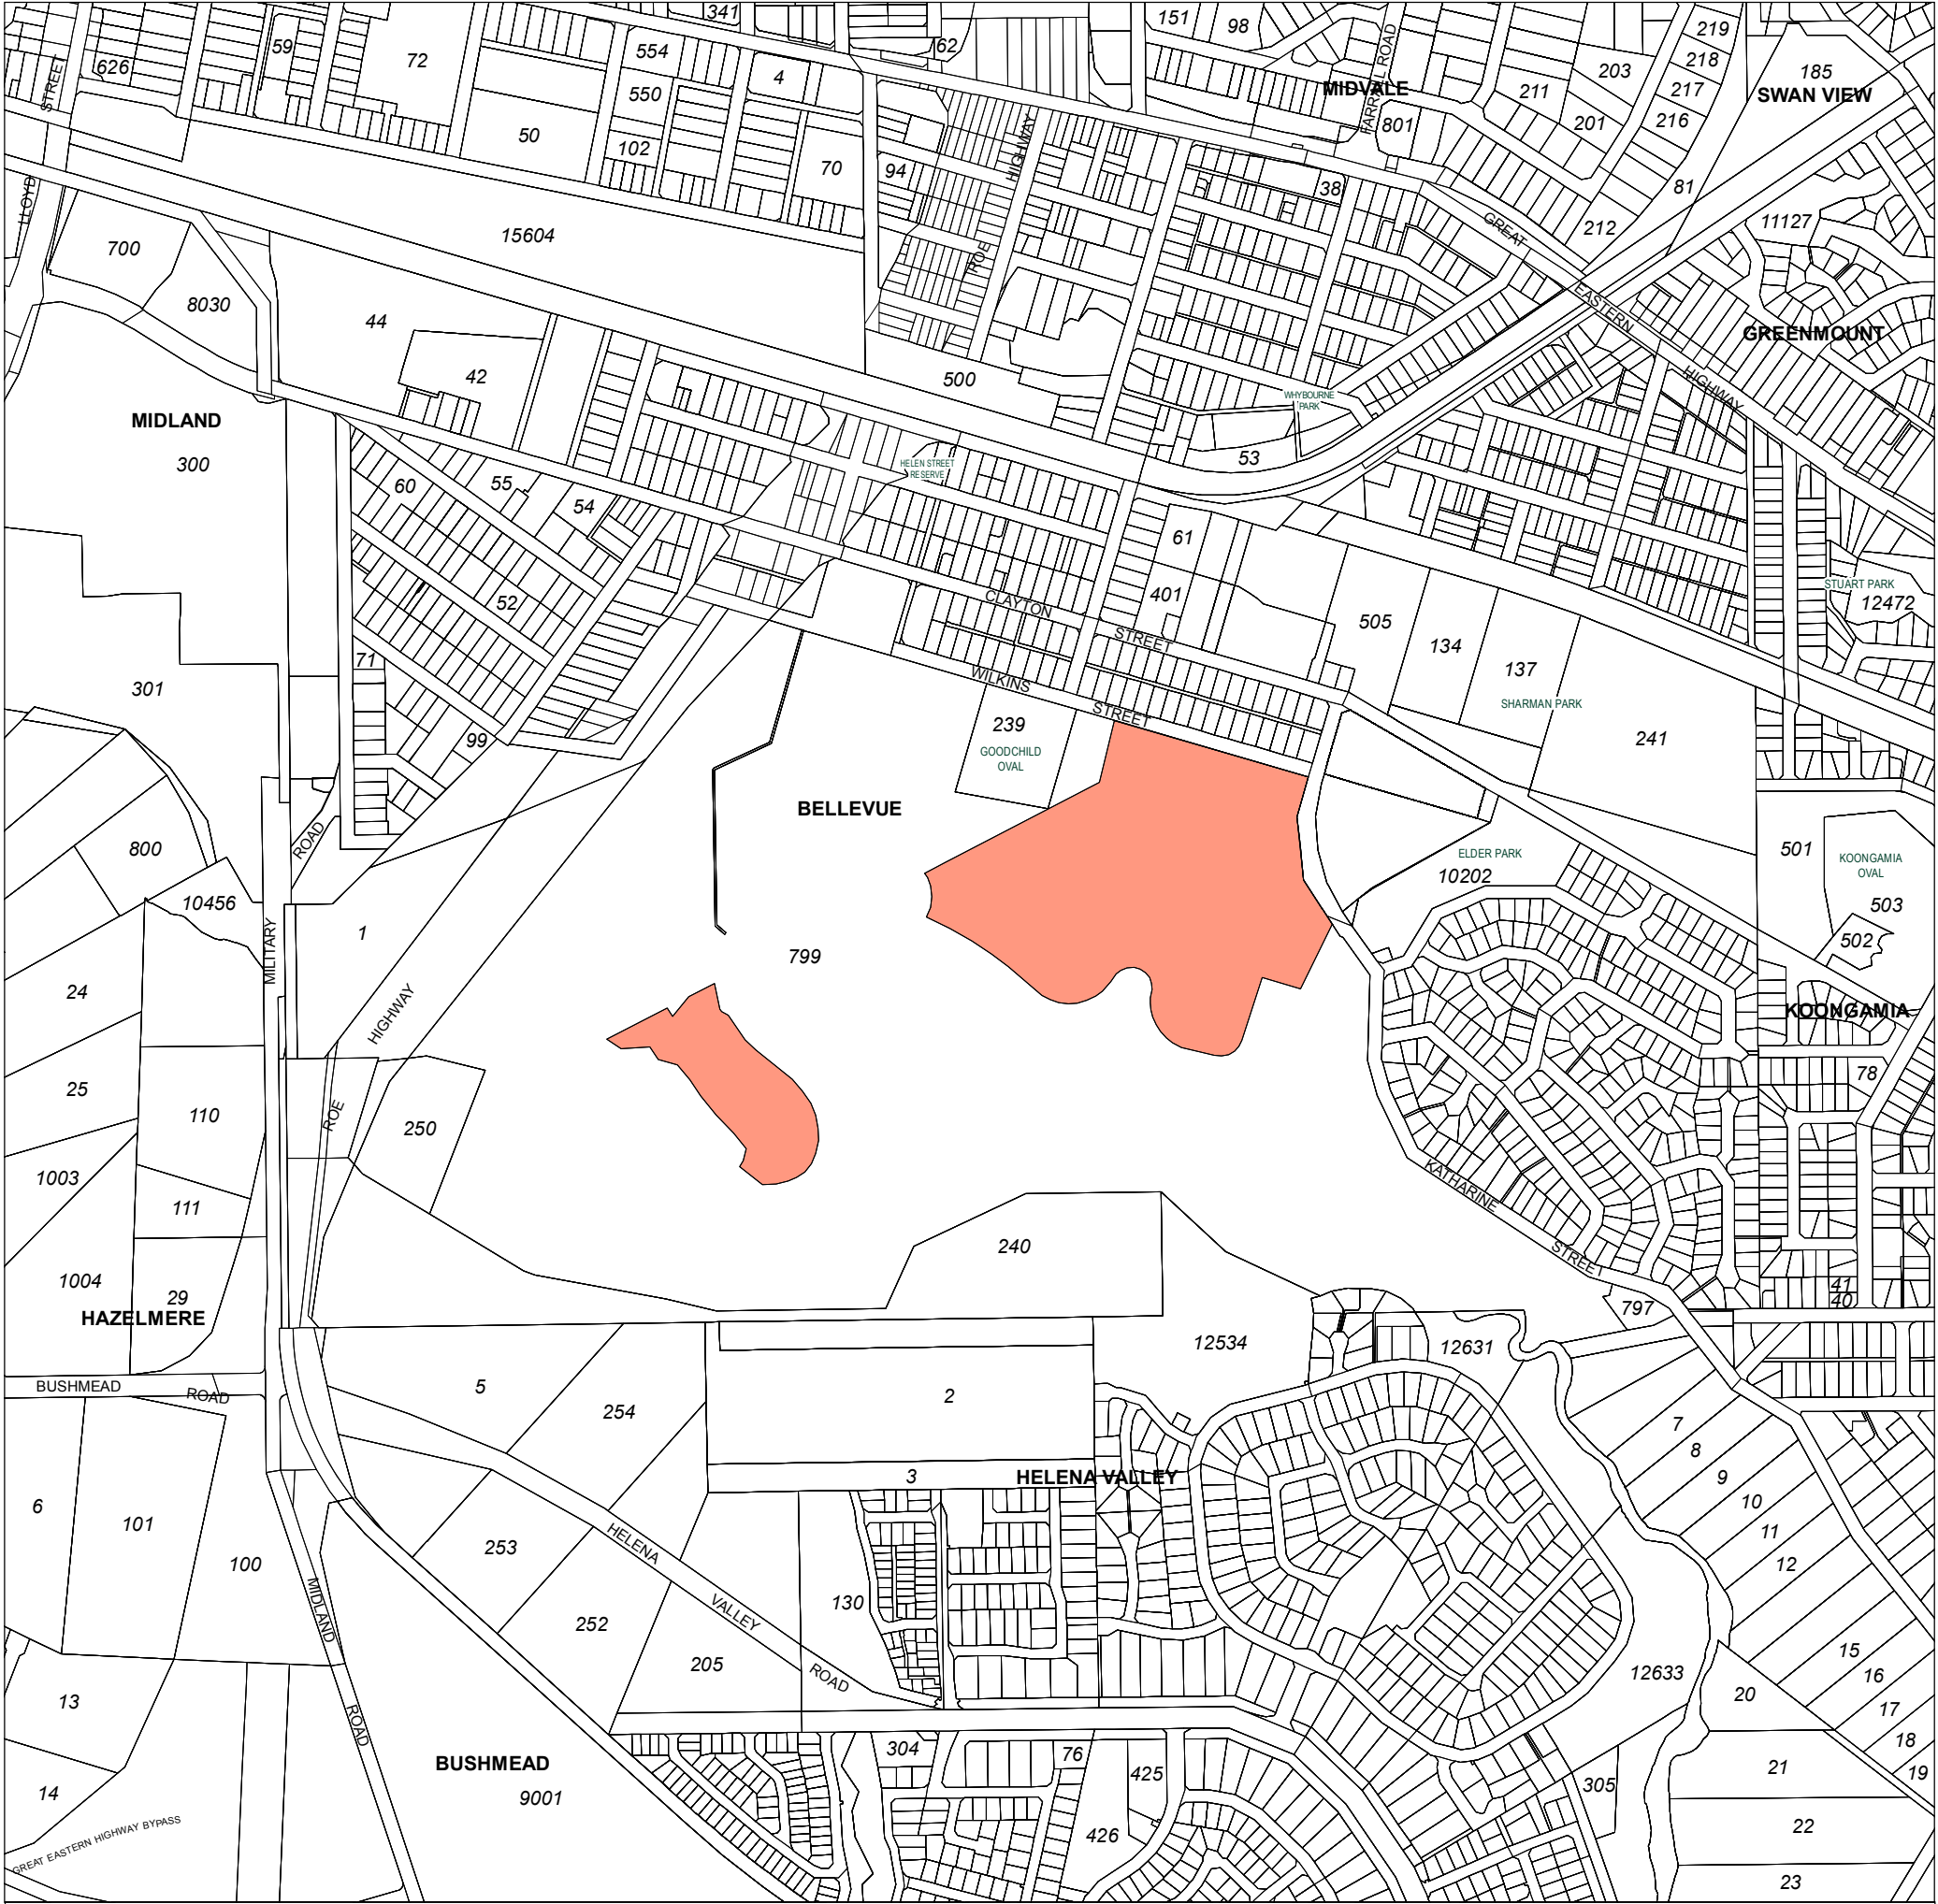 341
151
98
219
59
554
62
218
626
72
4
203
185
550
MIDVALE
211
217
SWAN VIEW
STREET
FARRALL ROAD
801
201
216
50
102
70
94
HIGHWAY
38
81
LLOYD
11127
15604
GREAT
212
700
ROE
8030
EASTERN
44
GREENMOUNT
42
500
HIGHWAY
WHYBOURNE
PARK
MIDLAND
300
53
HELEN STREET
RESERVE
60
55
54
61
STUART PARK
52
CLAYTON
401
12472
505
STREET
134
71
137
301
WILKINS
SHARMAN PARK
STREET
239
99
GOODCHILD
OVAL
241
BELLEVUE
ROAD
800
ELDER PARK
501
KOONGAMIA
OVAL
10202
10456
503
1
MILITARY
502
799
24
HIGHWAY
KOONGAMIA
78
25
110
ROE
250
1003
KATHARINE
111
240
STREET
1004
41
29
40
HAZELMERE
797
12534
12631
BUSHMEAD
ROAD
5
2
254
7
8
3
HELENA VALLEY
9
6
10
101
11
HELENA
253
12
100
MIDLAND
VALLEY
130
252
15
205
ROAD
12633
16
13
20
17
ROAD
18
304
76
BUSHMEAD
425
21
19
305
14
9001
22
GREAT EASTERN HIGHWAY BYPASS
426
23